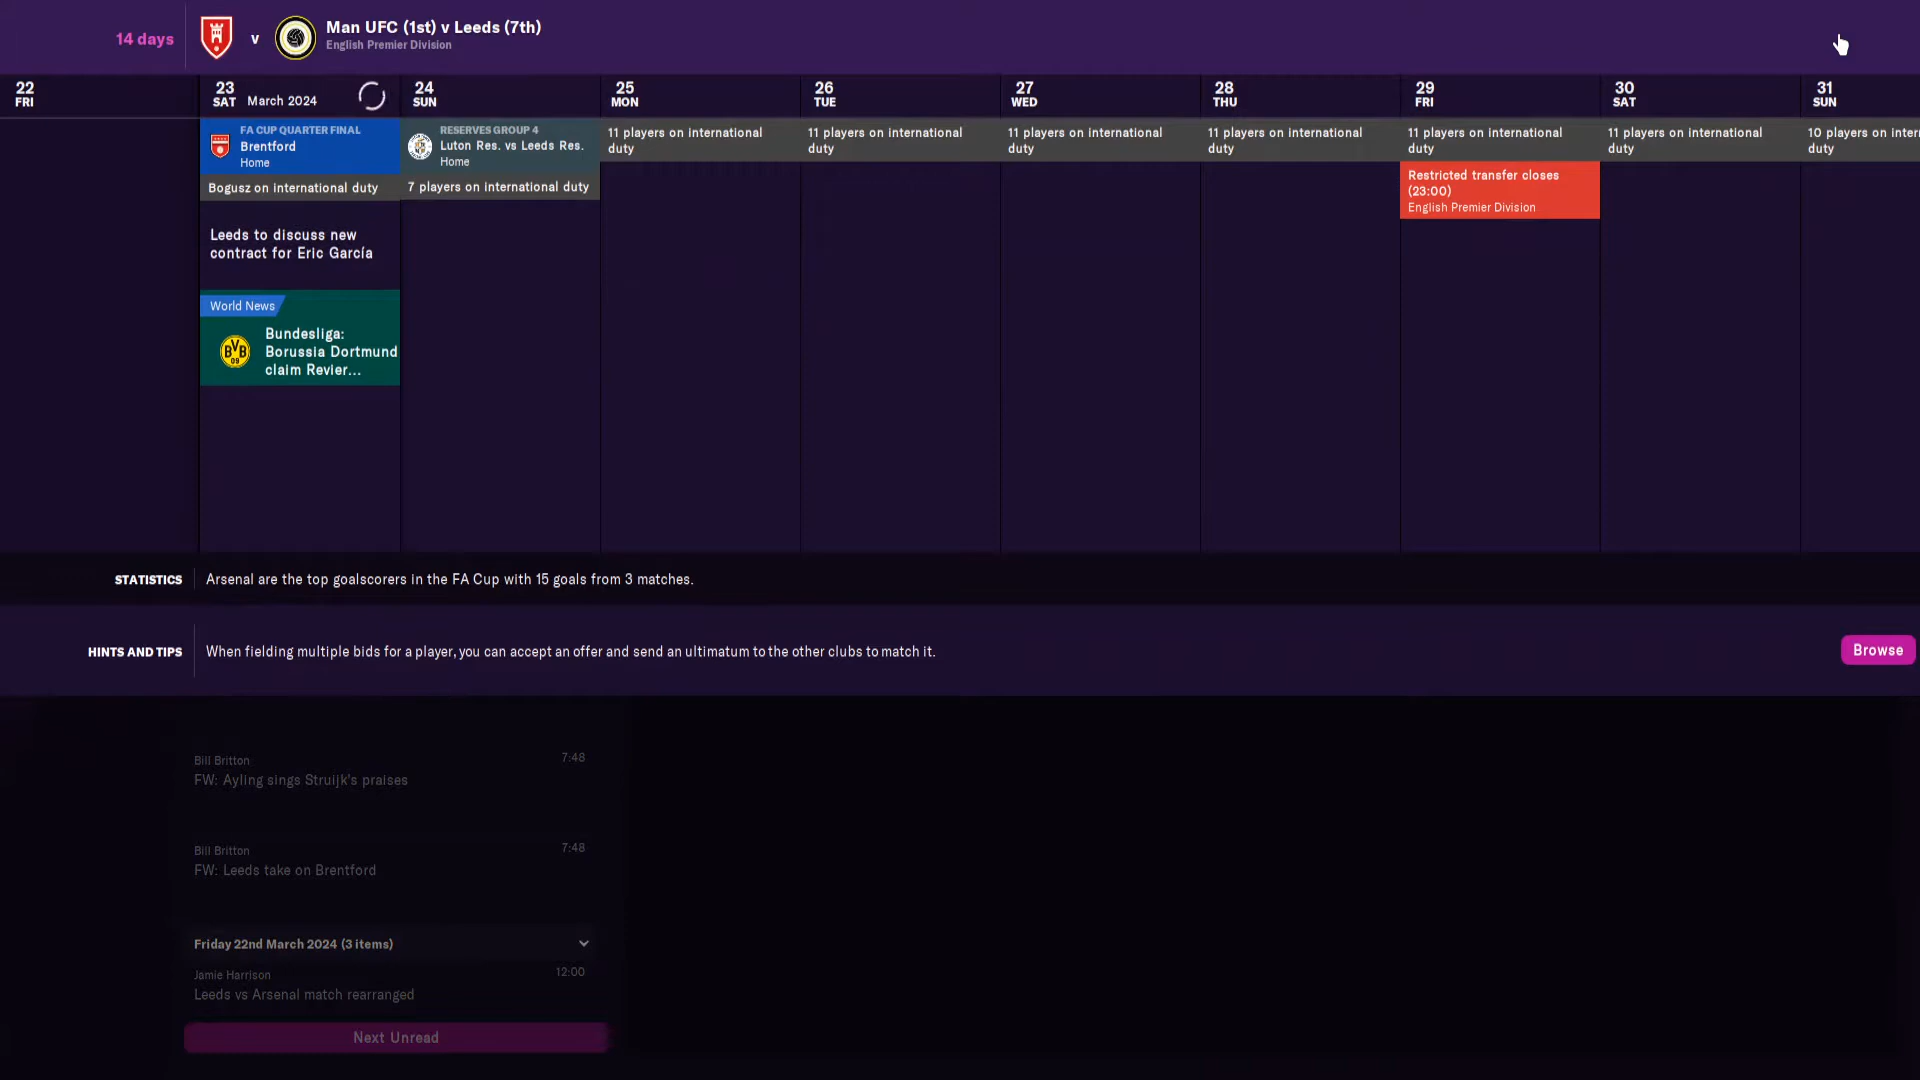 14 days
v
Man UFC (1st) v Leeds (7th)
English Premier Division
22
FRI
23
SAT March 2024
24
SUN
25
MON
26
TUE
27
WED
28
THU
29
FRI
30
SAT
31
SUN
FA CUP QUARTER FINAL
Brentford
Home
Bogusz on international duty
Leeds to discuss new
contract for Eric García
World News
BVB
09
Bundesliga:
Borussia Dortmund
claim Revier...
RESERVES GROUP 4
Luton Res. vs Leeds Res.
Home
7 players on international duty
11 players on international
duty
11 players on international
duty
11 players on international
duty
11 players on international
duty
11 players on international
duty
Restricted transfer closes
(23:00)
English Premier Division
11 players on international
duty
10 players on inter
duty
STATISTICS
Arsenal are the top goalscorers in the FA Cup with 15 goals from 3 matches.
HINTS AND TIPS
When fielding multiple bids for a player, you can accept an offer and send an ultimatum to the other clubs to match it.
Browse
Bill Britton 7:48
FW: Ayling sings Struijk's praises
Bill Britton 7:48
FW: Leeds take on Brentford
Friday 22nd March 2024 (3 items)
Jamie Harrison 12:00
Leeds vs Arsenal match rearranged
Next Unread